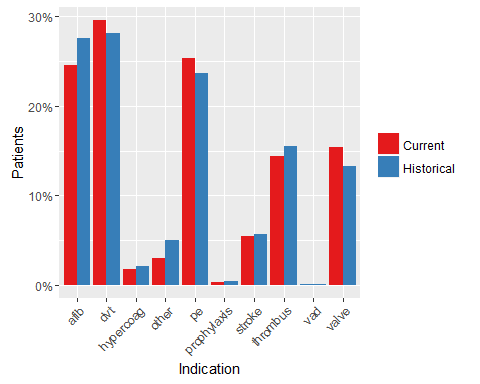 30%
20%
10%
0%
Patients
afib
dvt
hypercoag
other
pe
prophylaxis
stroke
thrombus
vad
valve
Indication
Current
Historical